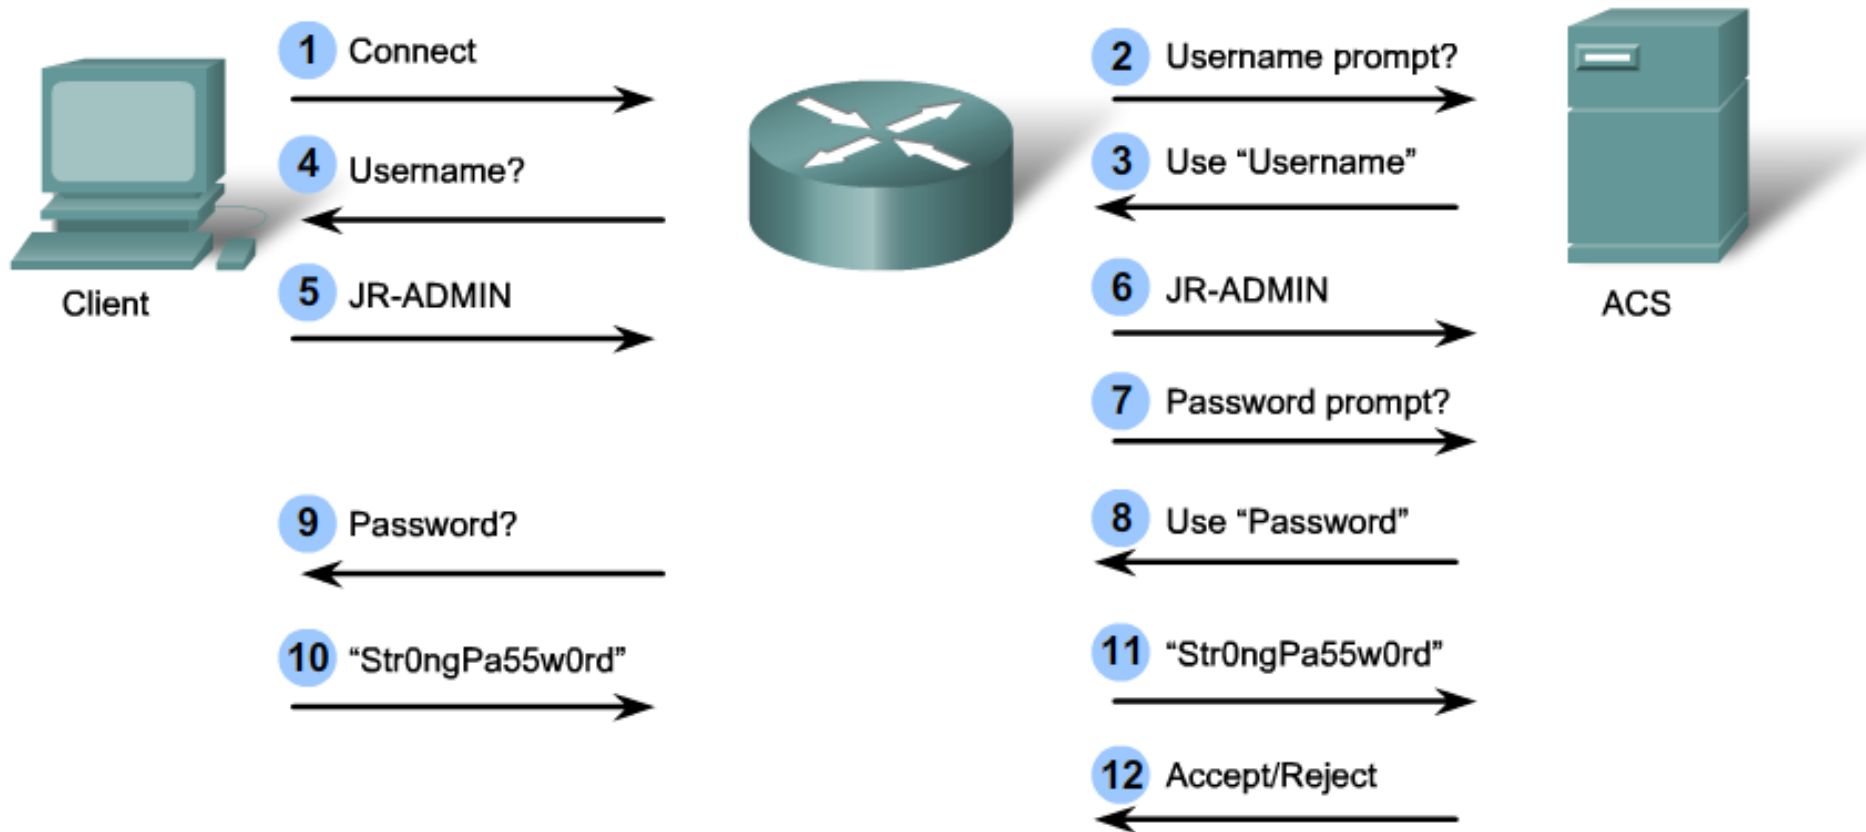 1 Connect
2 Username prompt?
3 Use “Username”
4 Username?
5 JR-ADMIN
6 JR-ADMIN
Client
ACS
7 Password prompt?
8 Use “Password”
9 Password?
10 “Str0ngPa55w0rd”
11 “Str0ngPa55w0rd”
12 Accept/Reject